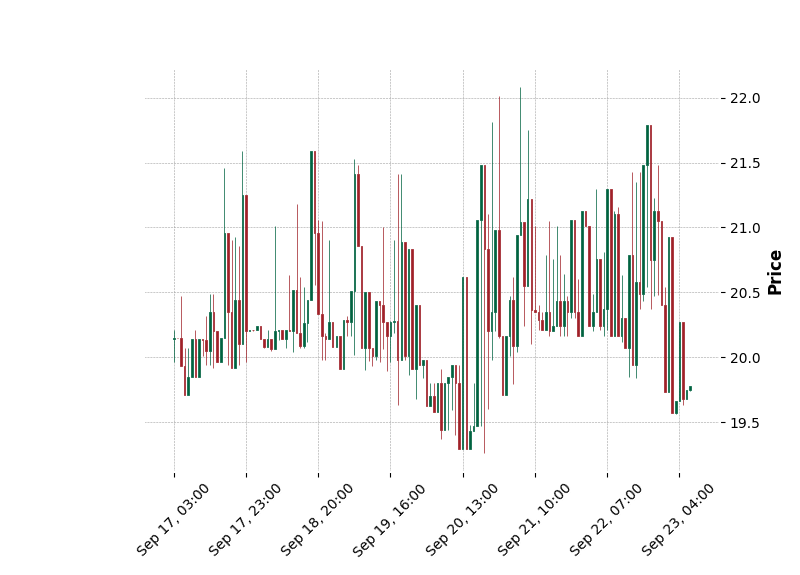 22.0
21.5
21.0
20.5
20.0
19.5
Price
Sep 17, 03:00
Sep 17, 23:00
Sep 18, 20:00
Sep 19, 16:00
Sep 20, 13:00
Sep 21, 10:00
Sep 22, 07:00
Sep 23, 04:00